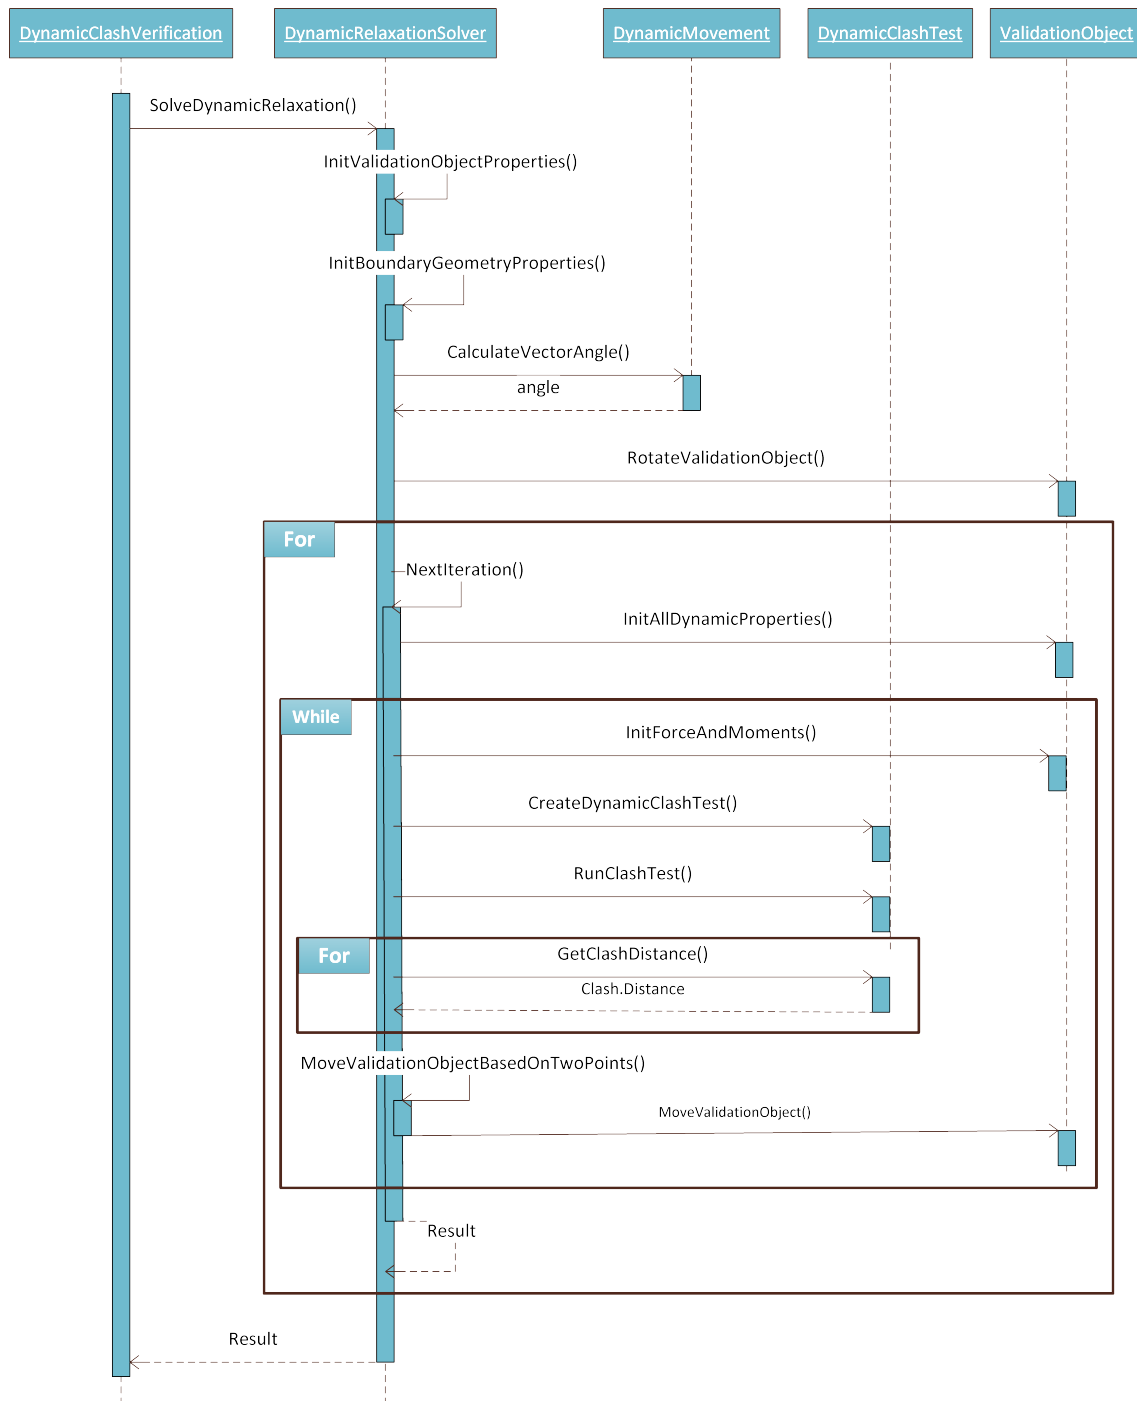 DynamicClashVerification
DynamicRelaxationSolver
DynamicMovement
DynamicClashTest
ValidationObject
SolveDynamicRelaxation()
InitValidationObjectProperties()
InitBoundaryGeometryProperties()
CalculateVectorAngle()
angle
RotateValidationObject()
For
NextIteration()
InitAllDynamicProperties()
While
InitForceAndMoments()
CreateDynamicClashTest()
RunClashTest()
For
GetClashDistance()
Clash.Distance
MoveValidationObjectBasedOnTwoPoints()
MoveValidationObject()
Result
Result